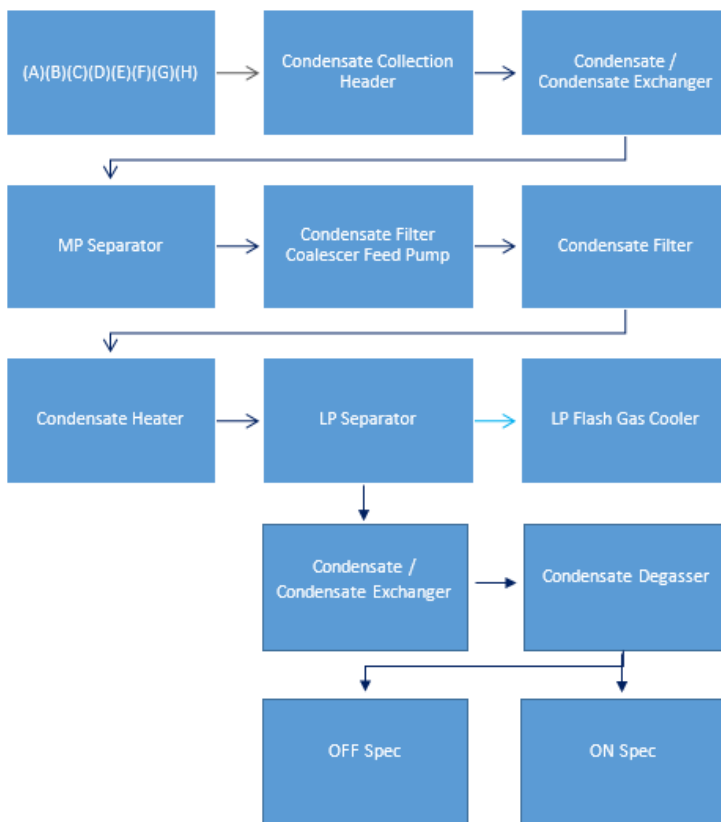 (A)(B)(C)(D)(E)(F)(G)(H)
Condensate Collection
Header
Condensate /
Condensate Exchanger
MP Separator
Condensate Filter
Coalescer Feed Pump
Condensate Filter
Condensate Heater
LP Separator
LP Flash Gas Cooler
Condensate /
Condensate Exchanger
Condensate Degasser
OFF Spec
ON Spec